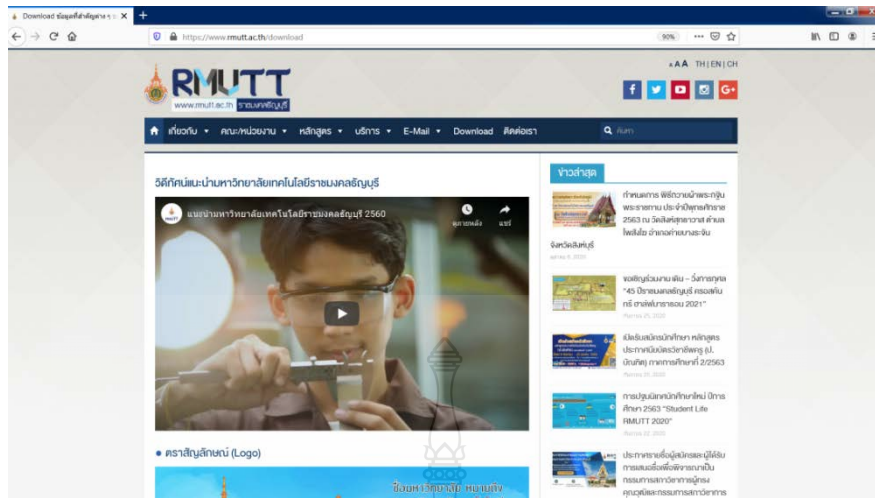 Download ข้อมูลที่สำคัญต่าง ๆ
https://www.rmutt.ac.th/download
90%
RMUTT
www.rmutt.ac.th ราชมงคลธัญบุรี
A A A TH | EN | CH
เกี่ยวกับ คณะ/หน่วยงาน หลักสูตร บริการ E-Mail Download ติดต่อเรา ค้นหา
วิดีทัศน์แนะนำมหาวิทยาลัยเทคโนโลยีราชมงคลธัญบุรี
แนะนำมหาวิทยาลัยเทคโนโลยีราชมงคลธัญบุรี 2560
ดูภายหลัง แชร์
• ตราสัญลักษณ์ (Logo)
ข่าวล่าสุด
กำหนดการ พิธีถวายผ้าพระกฐิน
พระราชทาน ประจำปีพุทธศักราช
2563 ณ วัดสิงห์สุทธาวาส ตำบล
โพสังโฆ อำเภอค่ายบางระจัน
จังหวัดสิงห์บุรี
ขอเชิญร่วมงาน เดิน – วิ่งการกุศล
"45 ปีราชมงคลธัญบุรี ครอสคัน
ทรี ฮาล์ฟมาราธอน 2021"
เปิดรับสมัครนักศึกษา หลักสูตร
ประกาศนียบัตรวิชาชีพครู (ป.
บัณฑิต) ภาคการศึกษาที่ 2/2563
การปฐมนิเทศนักศึกษาใหม่ ปีการ
ศึกษา 2563 "Student Life
RMUTT 2020"
ประกาศรายชื่อผู้สมัครและผู้ได้รับ
การเสนอชื่อเพื่อพิจารณาเป็น
กรรมการสภาวิชาการผู้ทรง
คุณวุฒิและกรรมการสภาวิชาการ